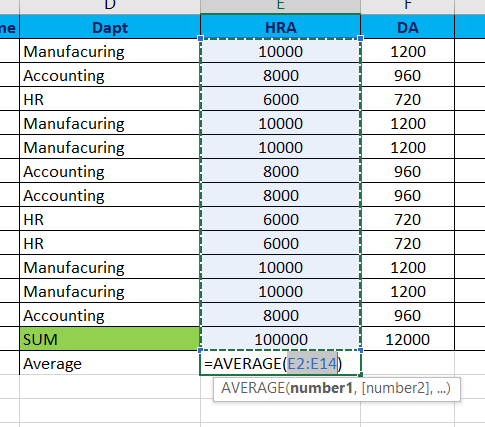 D E F
ne Dapt HRA DA
Manufacuring 10000 1200
Accounting 8000 960
HR 6000 720
Manufacuring 10000 1200
Manufacuring 10000 1200
Accounting 8000 960
Accounting 8000 960
HR 6000 720
HR 6000 720
Manufacuring 10000 1200
Manufacuring 10000 1200
Accounting 8000 960
SUM 100000 12000
Average =AVERAGE(E2:E14)
AVERAGE(number1, [number2], ...)